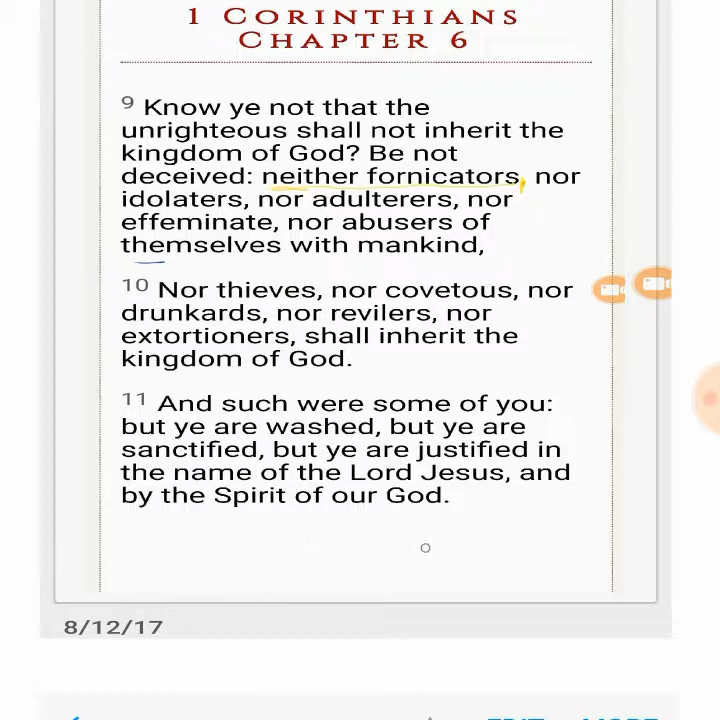 1 CORINTHIANS
CHAPTER 6
9 Know ye not that the
unrighteous shall not inherit the
kingdom of God? Be not
deceived: neither fornicators, nor
idolaters, nor adulterers, nor
effeminate, nor abusers of
themselves with mankind,
10 Nor thieves, nor covetous, nor
drunkards, nor revilers, nor
extortioners, shall inherit the
kingdom of God.
11 And such were some of you:
but ye are washed, but ye are
sanctified, but ye are justified in
the name of the Lord Jesus, and
by the Spirit of our God.
8/12/17
EDIT MORE